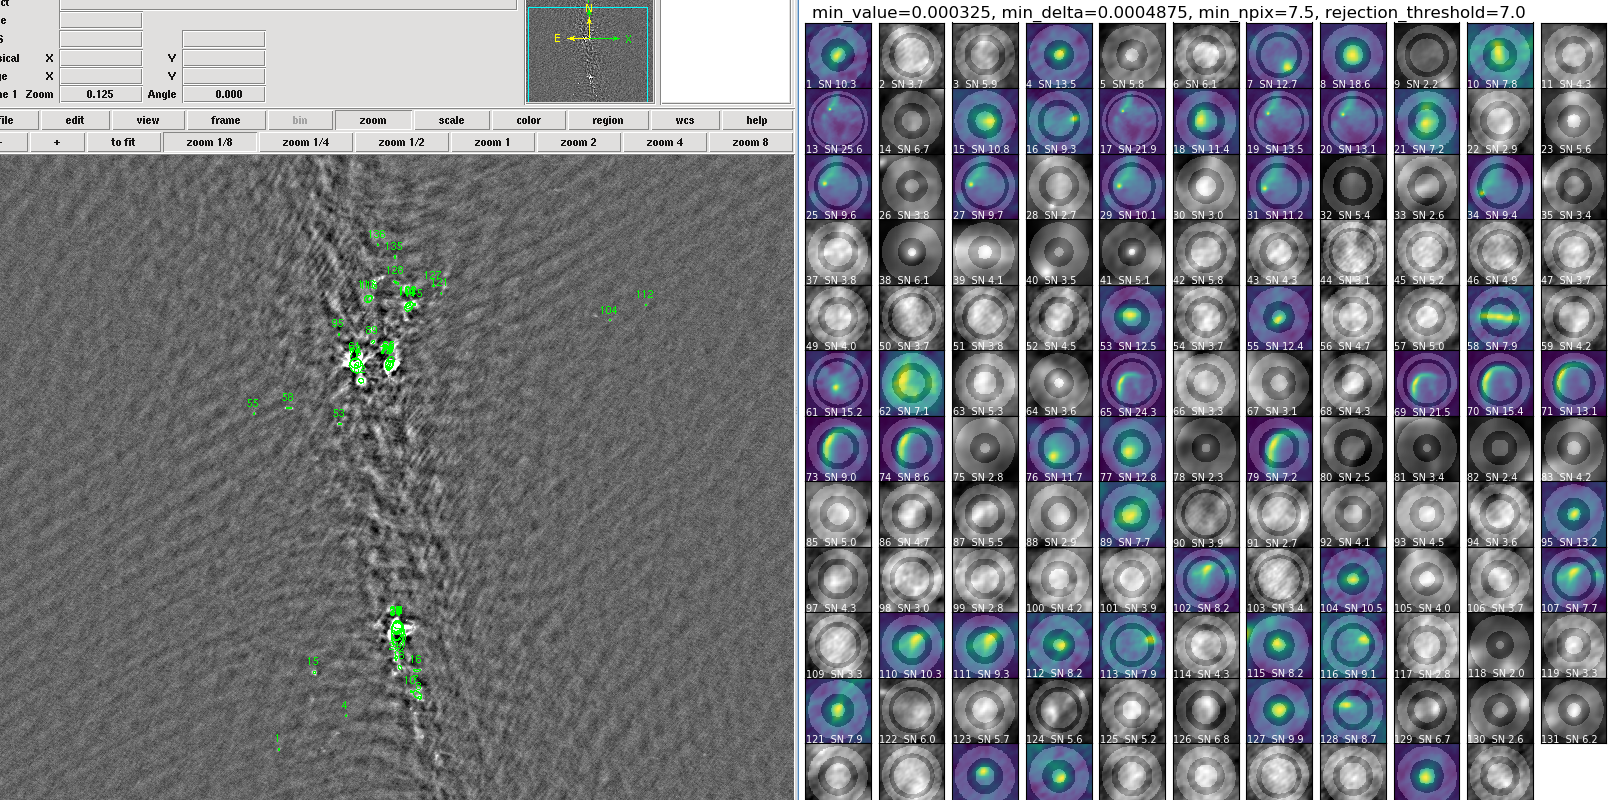 min_value=0.000325, min_delta=0.0004875, min_npix=7.5, rejection_threshold=7.0
N
E
X
X Y
X Y
Zoom 0.125 Angle 0.000
edit view frame bin zoom scale color region wcs help
- + to fit zoom 1/8 zoom 1/4 zoom 1/2 zoom 1 zoom 2 zoom 4 zoom 8
135
127
112
104
95
55
53
15
16
4
1
1 SN 10.3 2 SN 3.7 3 SN 5.9 4 SN 13.5 5 SN 5.8 6 SN 6.1 7 SN 12.7 8 SN 18.6 9 SN 2.2 10 SN 7.8 11 SN 4.3
13 SN 25.6 14 SN 6.7 15 SN 10.8 16 SN 9.3 17 SN 21.9 18 SN 11.4 19 SN 13.5 20 SN 13.1 21 SN 7.2 22 SN 2.9 23 SN 5.6
25 SN 9.6 26 SN 3.8 27 SN 9.7 28 SN 2.7 29 SN 10.1 30 SN 3.0 31 SN 11.2 32 SN 5.4 33 SN 2.6 34 SN 9.4 35 SN 3.4
37 SN 3.8 38 SN 6.1 39 SN 4.1 40 SN 3.5 41 SN 5.1 42 SN 5.8 43 SN 4.3 44 SN 3.1 45 SN 5.2 46 SN 4.9 47 SN 3.7
49 SN 4.0 50 SN 3.7 51 SN 3.8 52 SN 4.5 53 SN 12.5 54 SN 3.7 55 SN 12.4 56 SN 4.7 57 SN 5.0 58 SN 7.9 59 SN 4.2
61 SN 15.2 62 SN 7.1 63 SN 5.3 64 SN 3.6 65 SN 24.3 66 SN 3.3 67 SN 3.1 68 SN 4.3 69 SN 21.5 70 SN 15.4 71 SN 13.1
73 SN 9.0 74 SN 8.6 75 SN 2.8 76 SN 11.7 77 SN 12.8 78 SN 2.3 79 SN 7.2 80 SN 2.5 81 SN 3.4 82 SN 2.4 83 SN 4.2
85 SN 5.0 86 SN 4.7 87 SN 5.5 88 SN 2.9 89 SN 7.7 90 SN 3.9 91 SN 2.7 92 SN 4.1 93 SN 4.5 94 SN 3.6 95 SN 13.2
97 SN 4.3 98 SN 3.0 99 SN 2.8 100 SN 4.2 101 SN 3.9 102 SN 8.2 103 SN 3.4 104 SN 10.5 105 SN 4.0 106 SN 3.7 107 SN 7.7
109 SN 3.3 110 SN 10.3 111 SN 9.3 112 SN 8.2 113 SN 7.9 114 SN 4.3 115 SN 8.2 116 SN 9.1 117 SN 2.8 118 SN 2.0 119 SN 3.3
121 SN 7.9 122 SN 6.0 123 SN 5.7 124 SN 5.6 125 SN 5.2 126 SN 6.8 127 SN 9.9 128 SN 8.7 129 SN 6.7 130 SN 2.6 131 SN 6.2